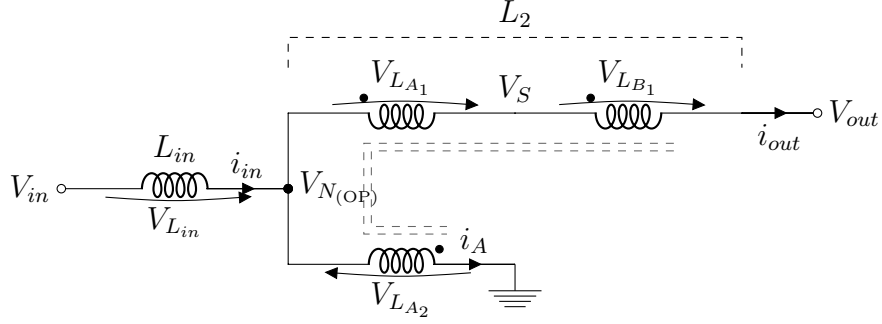 L_2
V_{L_{A_1}}
V_S
V_{L_{B_1}}
V_{out}
i_{out}
L_{in}
i_{in}
V_{in}
V_{N_{(OP)}}
V_{L_{in}}
i_A
V_{L_{A_2}}